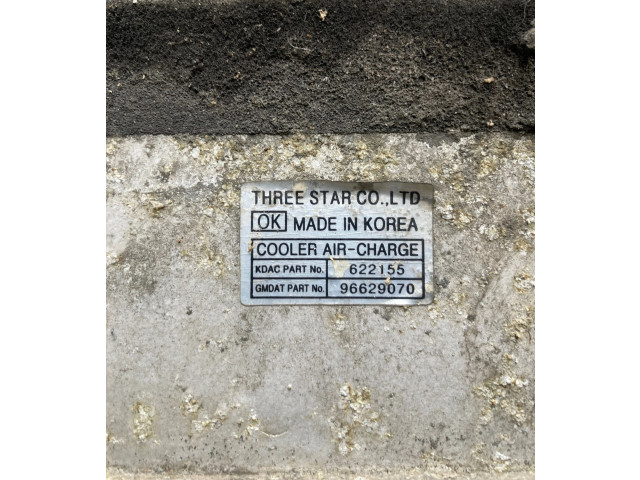 THREE STAR CO.,LTD
OK MADE IN KOREA
COOLER AIR-CHARGE
KDAC PART No. 622155
GMDAT PART No. 96629070